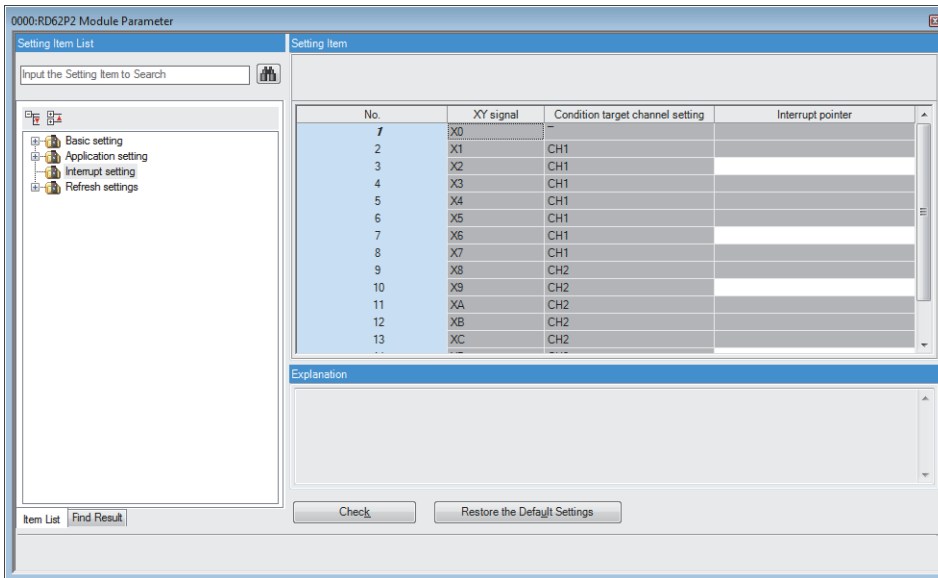 0000:RD62P2 Module Parameter
Setting Item List
Input the Setting Item to Search
Basic setting
Application setting
Interrupt setting
Refresh settings
Item List Find Result
Setting Item
No. XY signal Condition target channel setting Interrupt pointer
1 X0 –
2 X1 CH1
3 X2 CH1
4 X3 CH1
5 X4 CH1
6 X5 CH1
7 X6 CH1
8 X7 CH1
9 X8 CH2
10 X9 CH2
11 XA CH2
12 XB CH2
13 XC CH2
Explanation
Check Restore the Default Settings